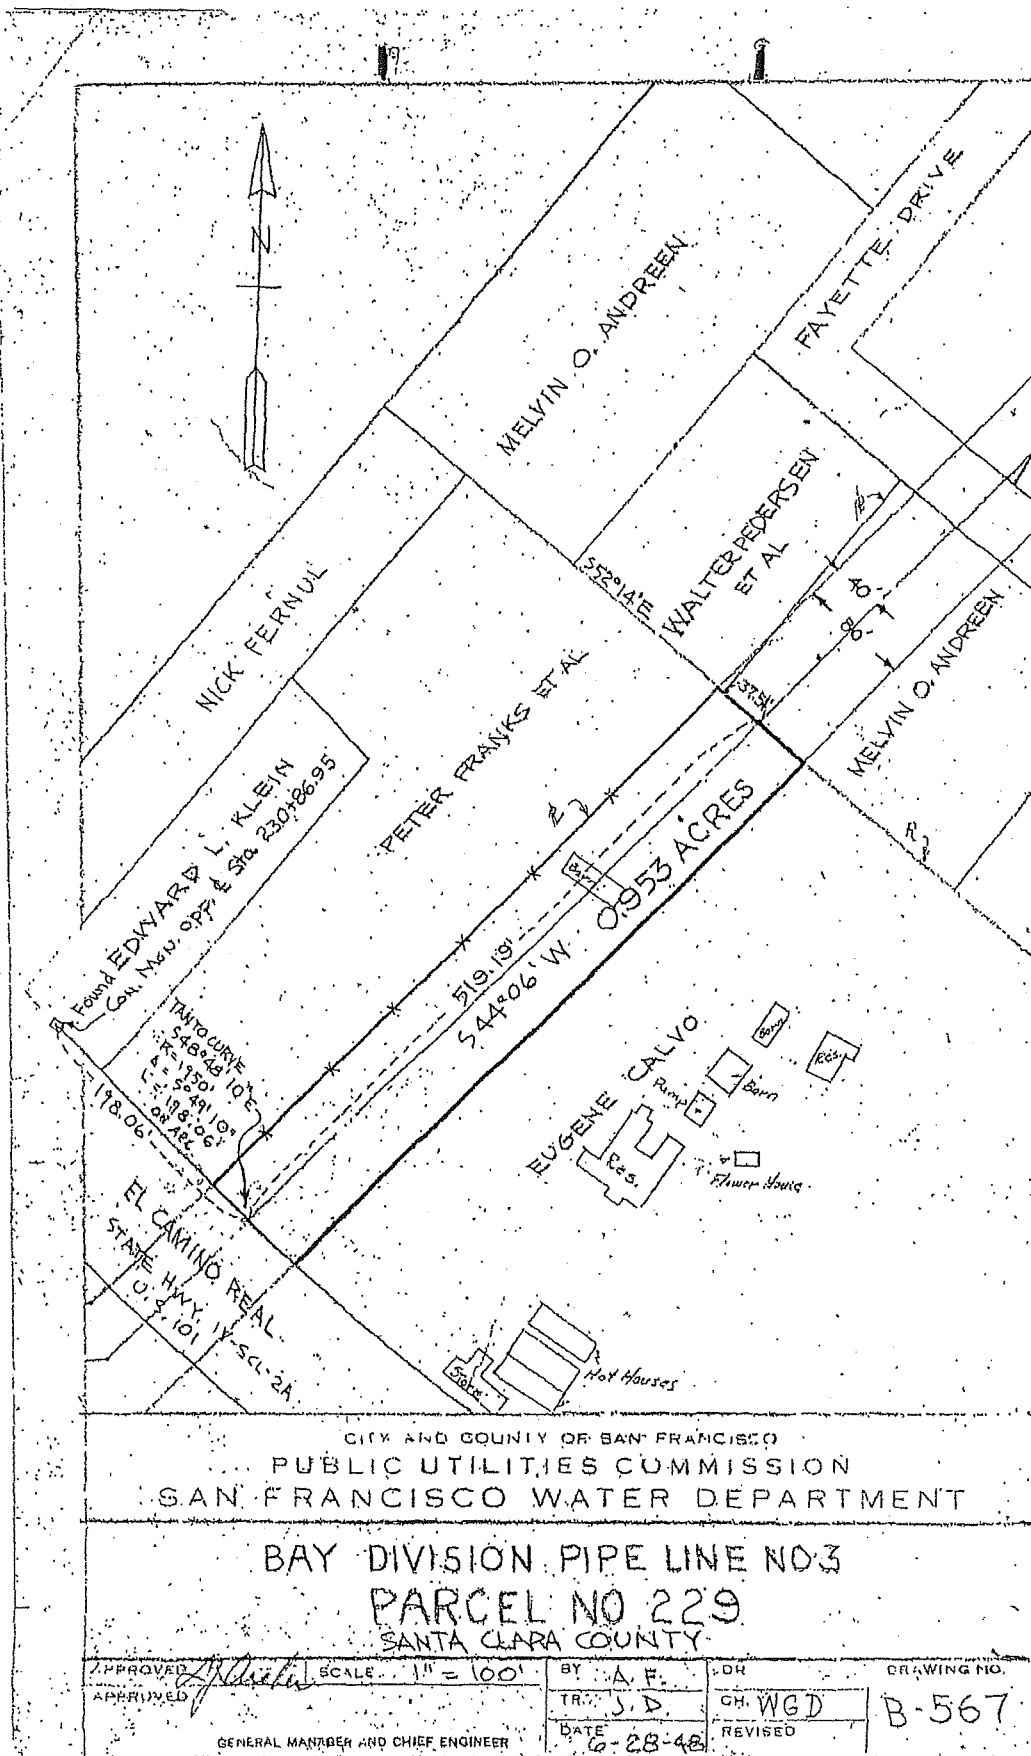 N
FAYETTE DRIVE
MELVIN O. ANDREEN
WALTER PEDERSEN
ET AL
S52°14'E
40'
80'
NICK FERNUL
PETER FRANKS ET AL
37.51'
MELVIN O. ANDREEN
EDWARD L. KLEIN
Found
Con. Mon. opp. ₵ Sta. 230+86.95
0.953 ACRES
Barn
519.19'
S44°06'W
TAN TO CURVE
S48°48'10"E
R=1950'
Δ = 5°49'10"
L = 198.06'
ON ARC
198.06'
EUGENE CALVO
Barn
Res.
Barn
Pump
Res.
Flower House
EL CAMINO REAL
STATE HWY. IV-SCL-2A
U.S. 101
Store
Hot Houses
CITY AND COUNTY OF SAN FRANCISCO
PUBLIC UTILITIES COMMISSION
SAN FRANCISCO WATER DEPARTMENT
BAY DIVISION PIPE LINE NO 3
PARCEL NO 229
SANTA CLARA COUNTY
APPROVED SCALE 1" = 100' BY A.F. DR DRAWING NO.
APPROVED TR. J.D. CH. WGD B-567
GENERAL MANAGER AND CHIEF ENGINEER DATE 6-28-48 REVISED